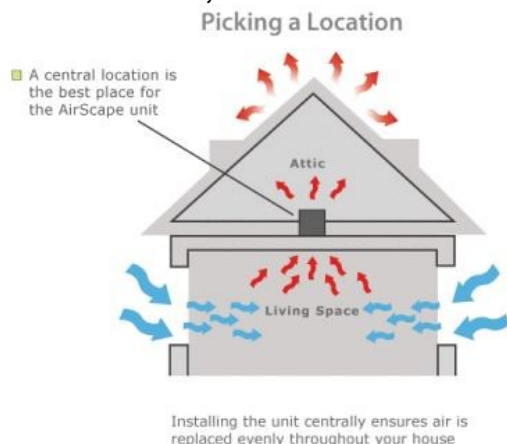 Picking a Location
A central location is
the best place for
the AirScape unit
Attic
Living Space
Installing the unit centrally ensures air is
replaced evenly throughout your house